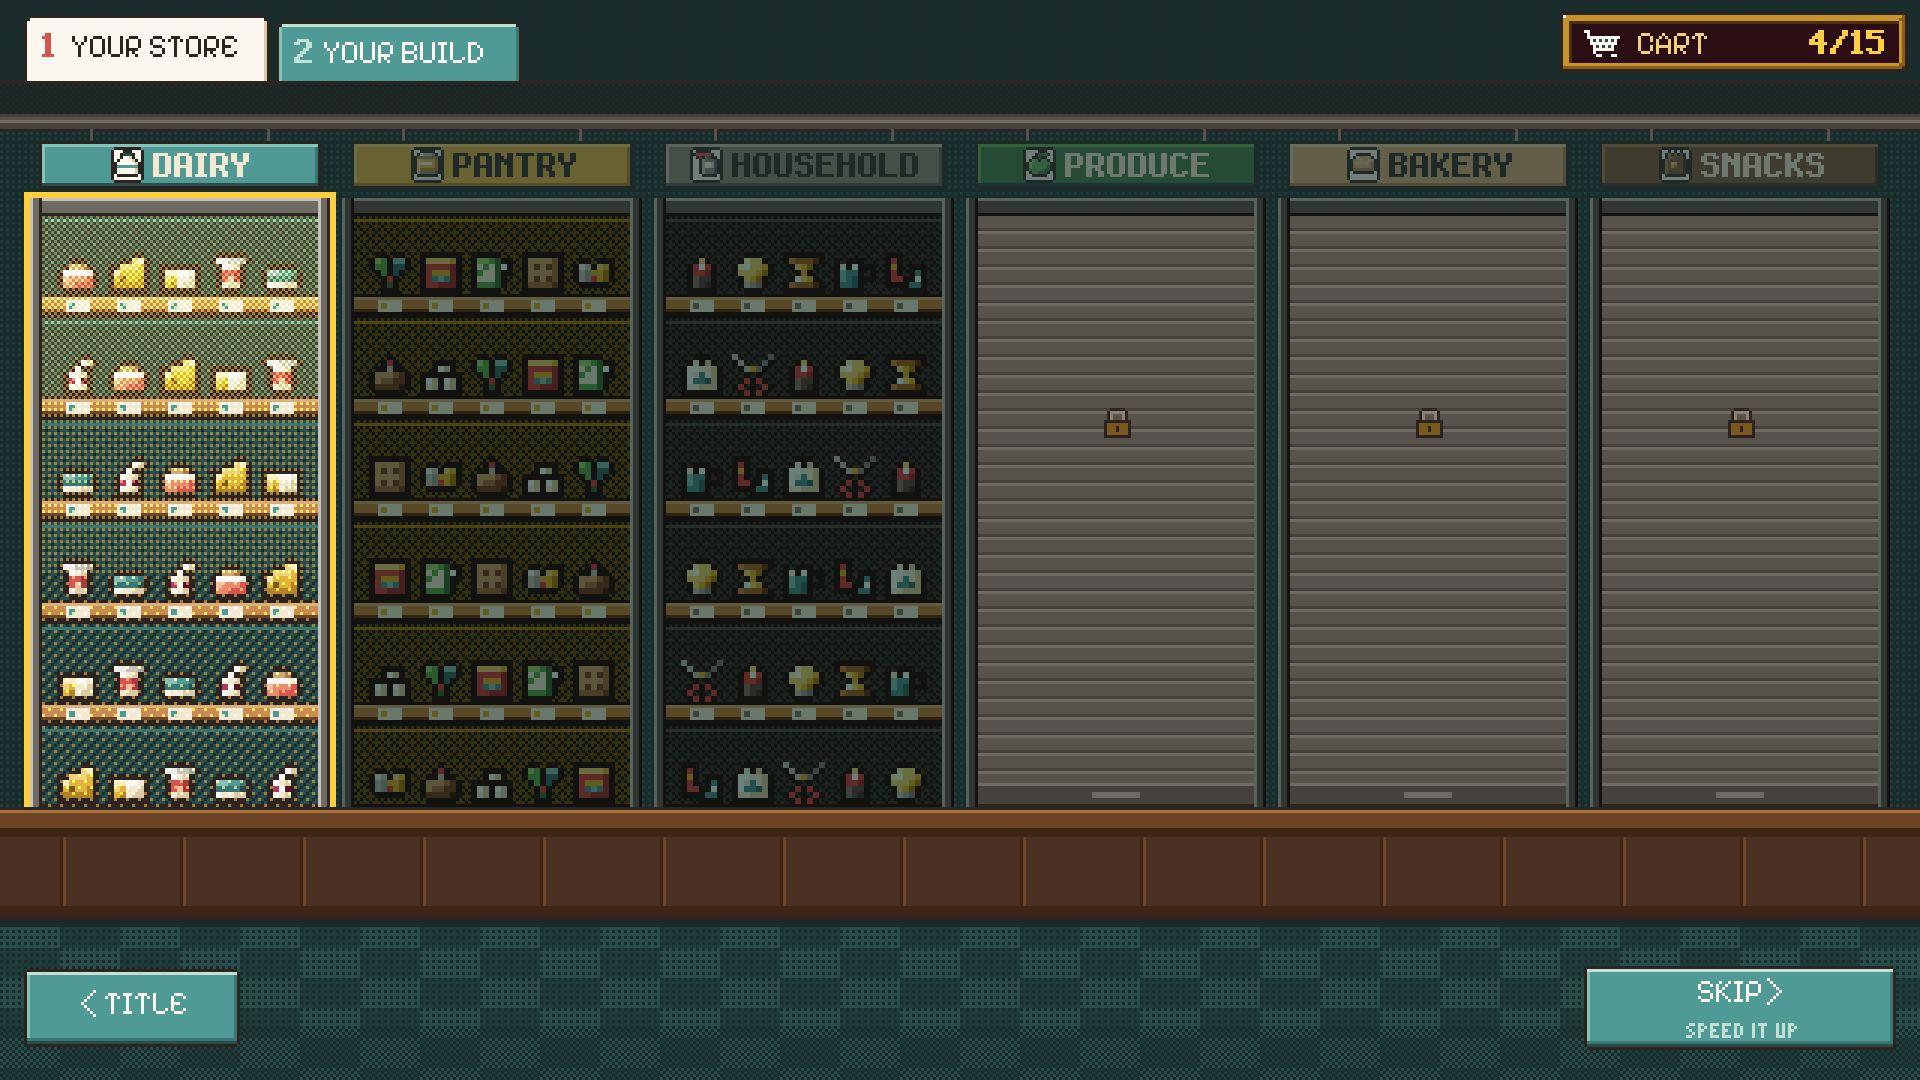 1 YOUR STORE
2 YOUR BUILD
CART 4/15
DAIRY
PANTRY
HOUSEHOLD
PRODUCE
BAKERY
SNACKS
< TITLE
SKIP >
SPEED IT UP